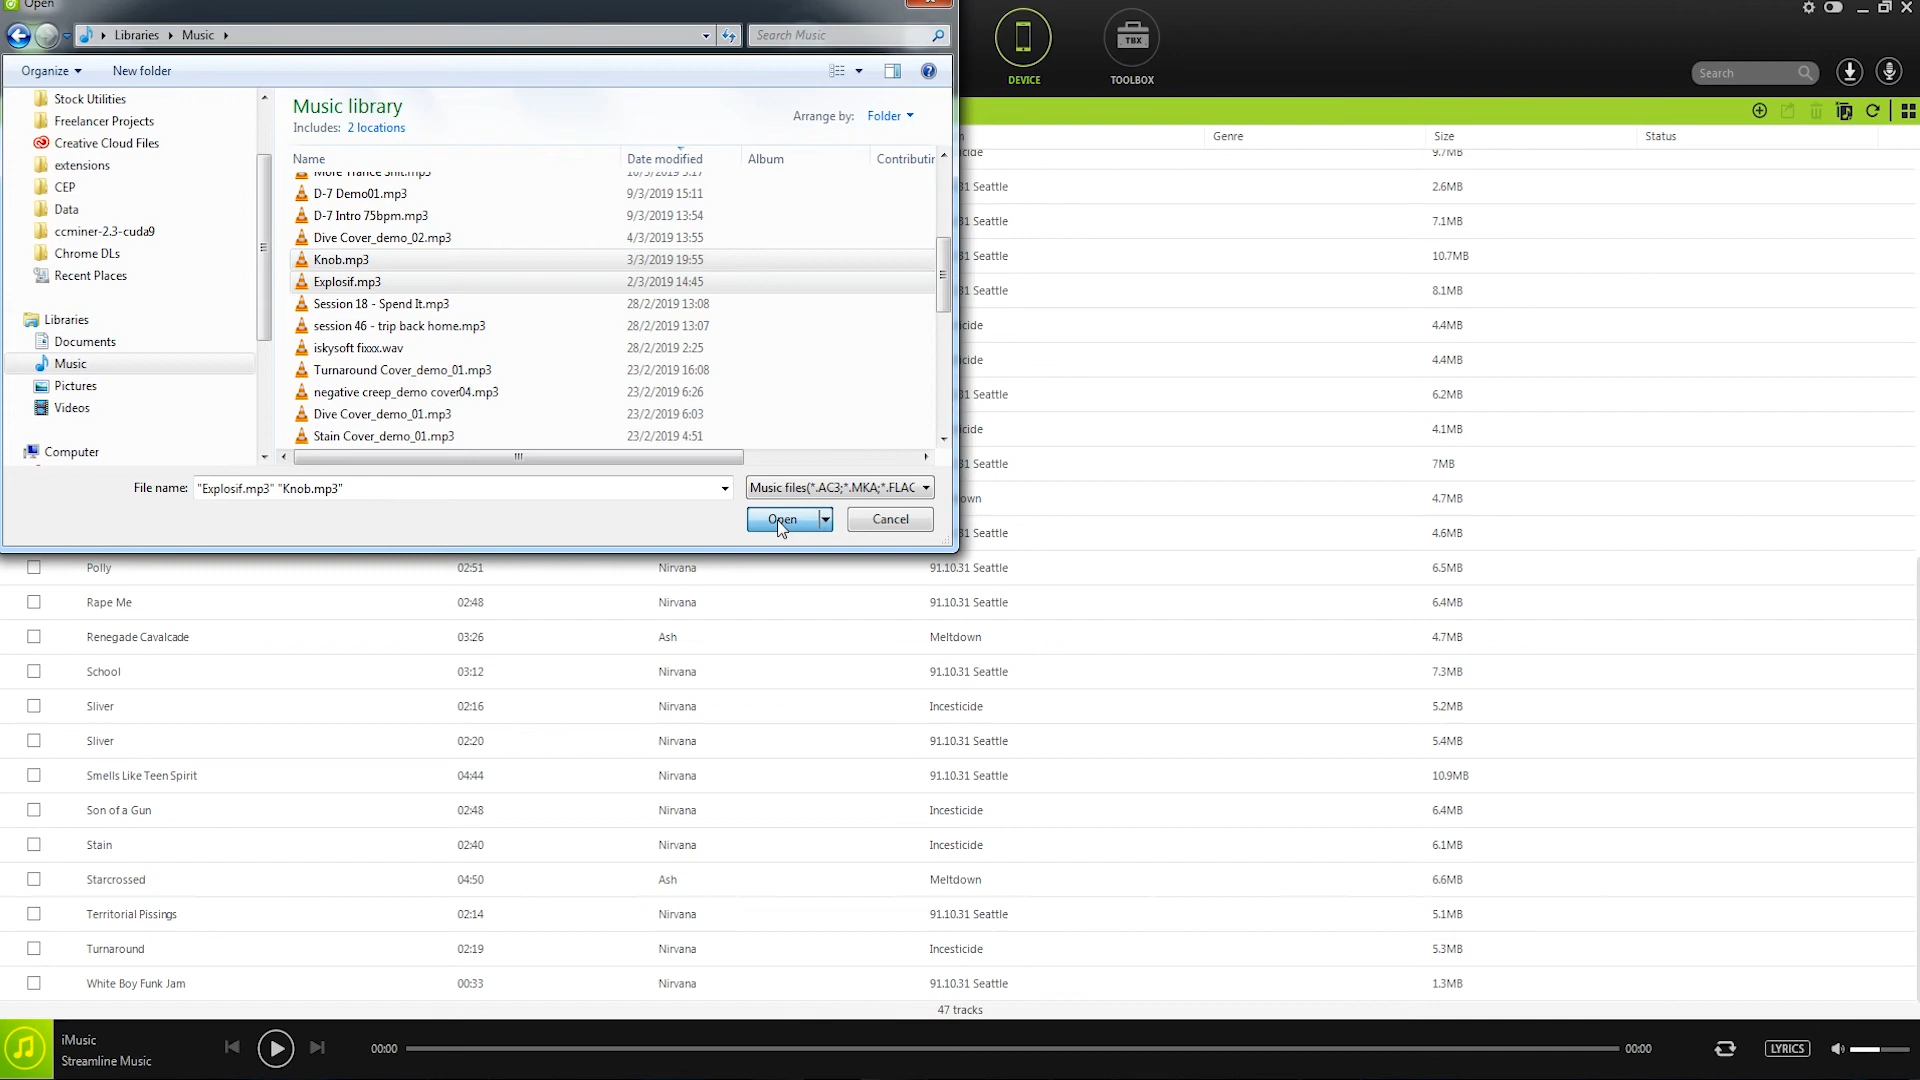 Open
Libraries Music
Search Music
DEVICE
TBX
TOOLBOX
Search
Organize New folder
Stock Utilities
Freelancer Projects
Creative Cloud Files
extensions
CEP
Data
ccminer-2.3-cuda9
Chrome DLs
Recent Places
Libraries
Documents
Music
Pictures
Videos
Computer
Music library
Includes: 2 locations
Arrange by: Folder
Name Date modified Album Contributin
More Trance Shit.mp3 10/3/2019 3:17
D-7 Demo01.mp3 9/3/2019 15:11
D-7 Intro 75bpm.mp3 9/3/2019 13:54
Dive Cover_demo_02.mp3 4/3/2019 13:55
Knob.mp3 3/3/2019 19:55
Explosif.mp3 2/3/2019 14:45
Session 18 - Spend It.mp3 28/2/2019 13:08
session 46 - trip back home.mp3 28/2/2019 13:07
iskysoft fixxx.wav 28/2/2019 2:25
Turnaround Cover_demo_01.mp3 23/2/2019 16:08
negative creep_demo cover04.mp3 23/2/2019 6:26
Dive Cover_demo_01.mp3 23/2/2019 6:03
Stain Cover_demo_01.mp3 23/2/2019 4:51
File name: "Explosif.mp3" "Knob.mp3" Music files(*.AC3;*.MKA;*.FLAC
Open Cancel
Genre Size Status
icide 9.7MB
31 Seattle 2.6MB
31 Seattle 7.1MB
31 Seattle 10.7MB
31 Seattle 8.1MB
icide 4.4MB
icide 4.4MB
31 Seattle 6.2MB
icide 4.1MB
31 Seattle 7MB
own 4.7MB
31 Seattle 4.6MB
Polly 02:51 Nirvana 91.10.31 Seattle 6.5MB
Rape Me 02:48 Nirvana 91.10.31 Seattle 6.4MB
Renegade Cavalcade 03:26 Ash Meltdown 4.7MB
School 03:12 Nirvana 91.10.31 Seattle 7.3MB
Sliver 02:16 Nirvana Incesticide 5.2MB
Sliver 02:20 Nirvana 91.10.31 Seattle 5.4MB
Smells Like Teen Spirit 04:44 Nirvana 91.10.31 Seattle 10.9MB
Son of a Gun 02:48 Nirvana Incesticide 6.4MB
Stain 02:40 Nirvana Incesticide 6.1MB
Starcrossed 04:50 Ash Meltdown 6.6MB
Territorial Pissings 02:14 Nirvana 91.10.31 Seattle 5.1MB
Turnaround 02:19 Nirvana Incesticide 5.3MB
White Boy Funk Jam 00:33 Nirvana 91.10.31 Seattle 1.3MB
47 tracks
iMusic
Streamline Music
00:00 00:00
LYRICS